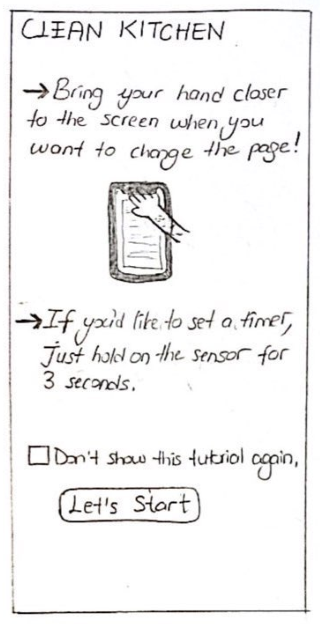 CLEAN KITCHEN
→Bring your hand closer
to the screen when you
want to change the page!
→If you'd like to set a timer,
Just hold on the sensor for
3 seconds.
Don't show this tutorial again,
Let's Start